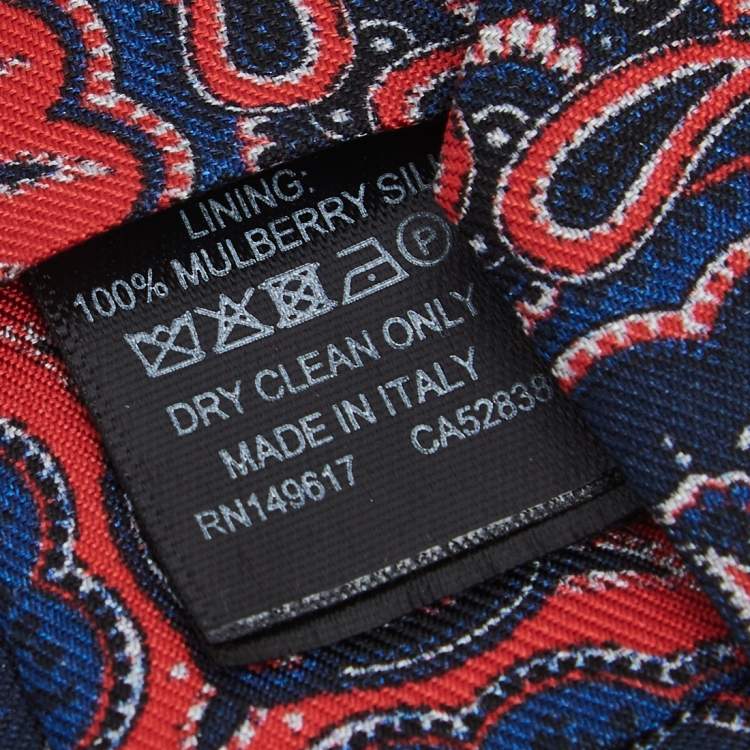 LINING:
100% MULBERRY SIL
P
DRY CLEAN ONLY
MADE IN ITALY
RN149617 CA52838